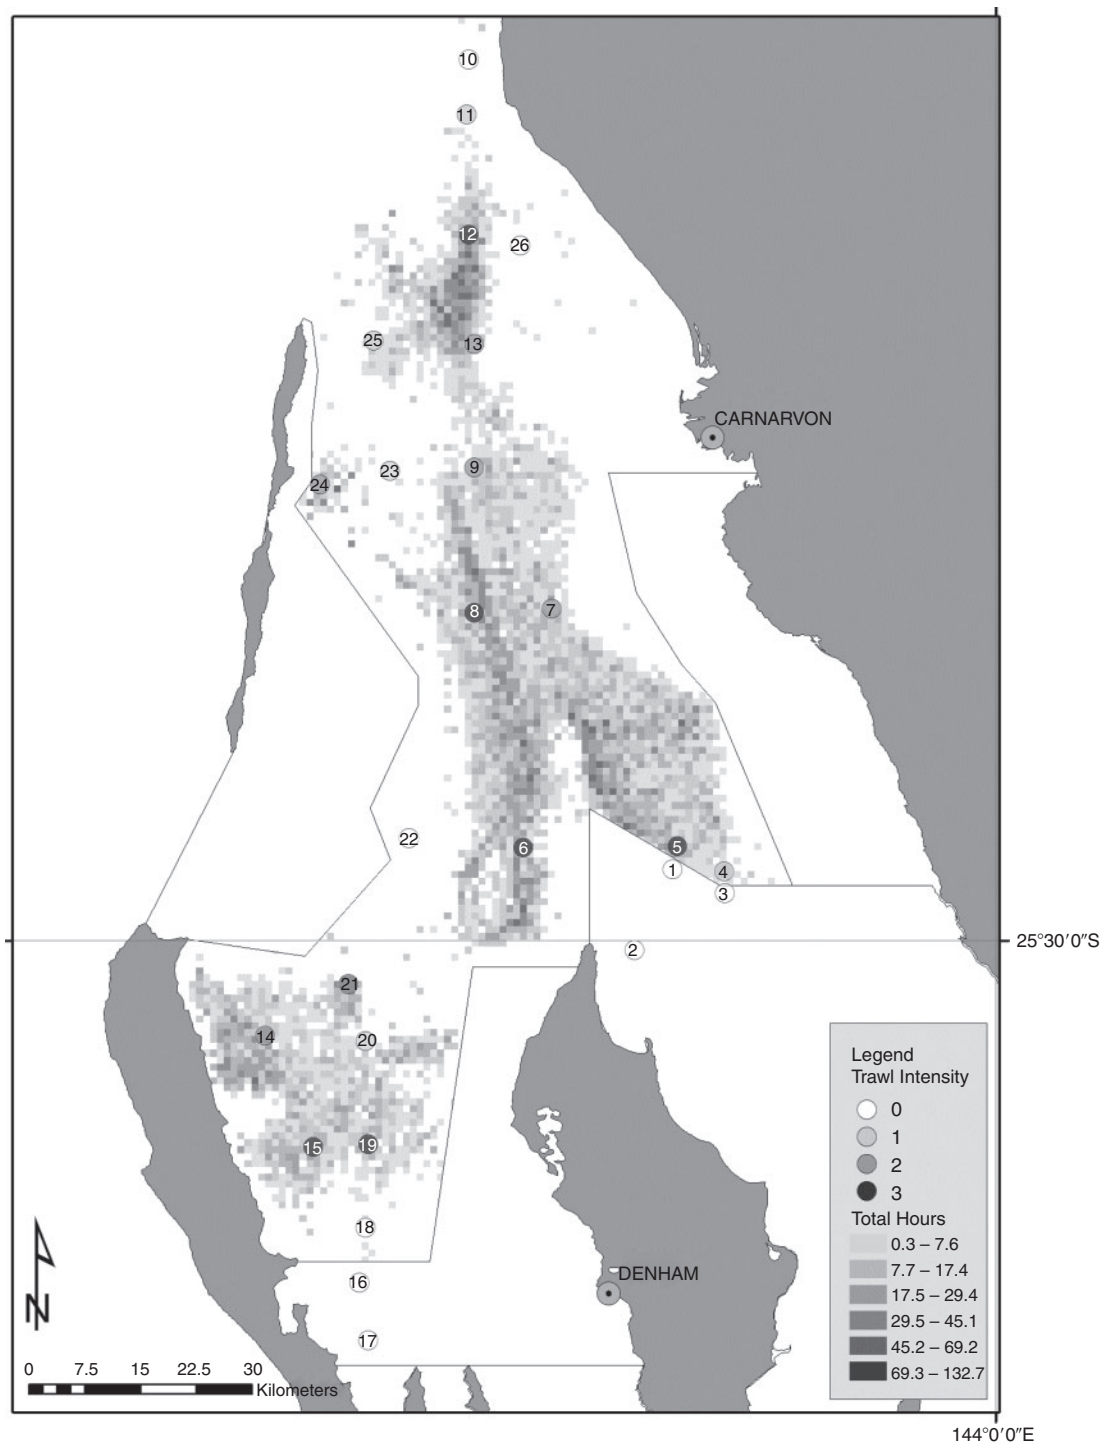 10
11
12
26
25
13
CARNARVON
9
23
24
8
7
22
6
5
1
4
3
25°30′0″S
2
21
14
20
15
19
18
16
DENHAM
17
Legend
Trawl Intensity
0
1
2
3
Total Hours
0.3 – 7.6
7.7 – 17.4
17.5 – 29.4
29.5 – 45.1
45.2 – 69.2
69.3 – 132.7
N
0 7.5 15 22.5 30
Kilometers
144°0′0″E